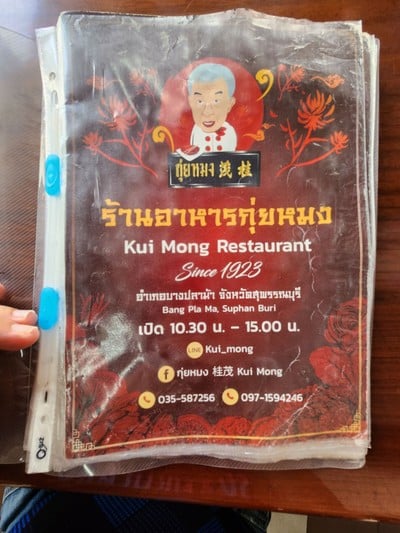 กุ่ยหมง 茂 桂
ร้านอาหารกุ่ยหมง
Kui Mong Restaurant
Since 1923
อำเภอบางปลาม้า จังหวัดสุพรรณบุรี
Bang Pla Ma, Suphan Buri
เปิด 10.30 น. – 15.00 น.
LINE Kui_mong
f กุ่ยหมง 桂茂 Kui Mong
035-587256 097-1594246